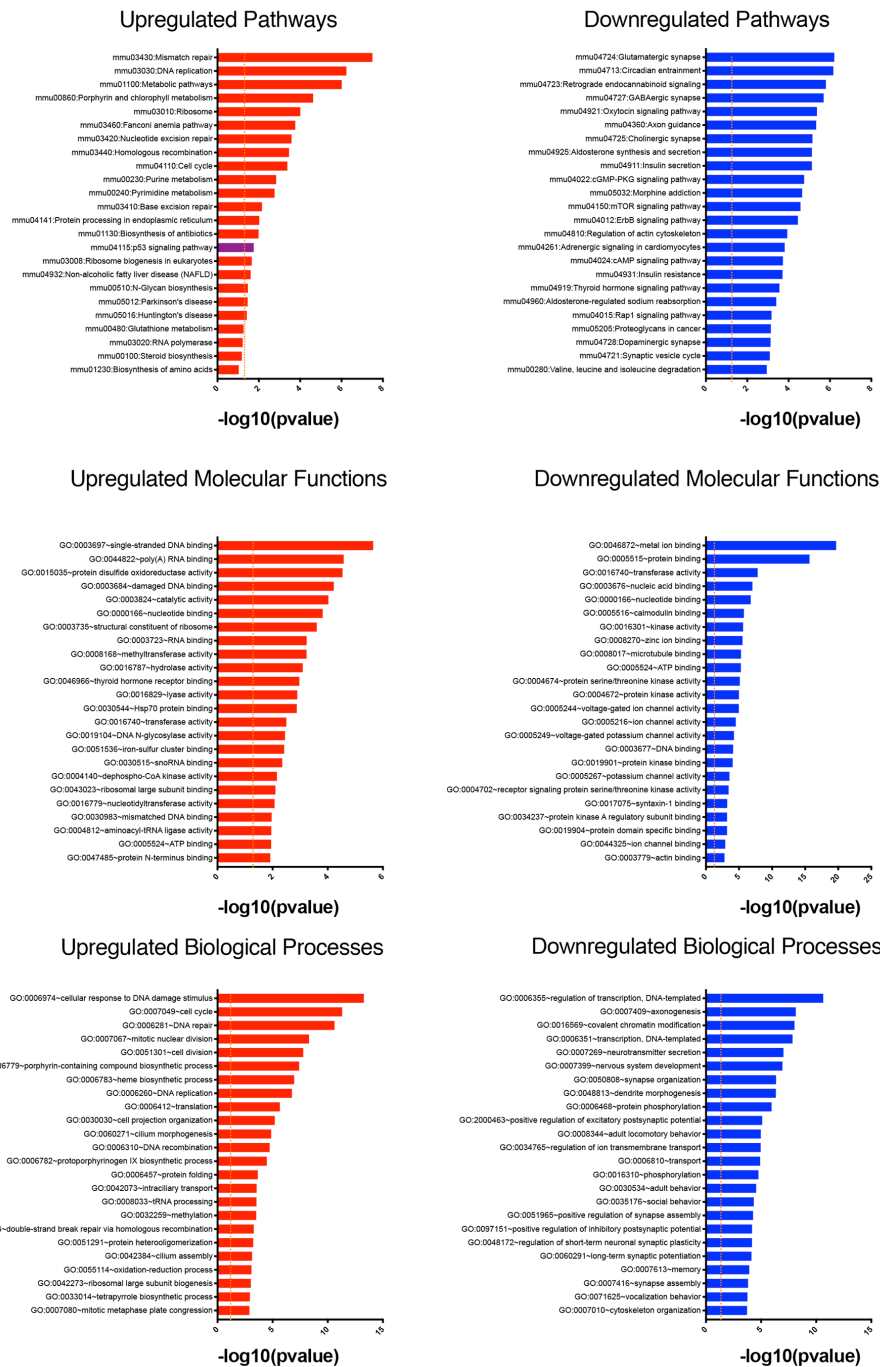 Upregulated Pathways
mmu03430:Mismatch repair
mmu03030:DNA replication
mmu01100:Metabolic pathways
mmu00860:Porphyrin and chlorophyll metabolism
mmu03010:Ribosome
mmu03460:Fanconi anemia pathway
mmu03420:Nucleotide excision repair
mmu03440:Homologous recombination
mmu04110:Cell cycle
mmu00230:Purine metabolism
mmu00240:Pyrimidine metabolism
mmu03410:Base excision repair
mmu04141:Protein processing in endoplasmic reticulum
mmu01130:Biosynthesis of antibiotics
mmu04115:p53 signaling pathway
mmu03008:Ribosome biogenesis in eukaryotes
mmu04932:Non-alcoholic fatty liver disease (NAFLD)
mmu00510:N-Glycan biosynthesis
mmu05012:Parkinson's disease
mmu05016:Huntington's disease
mmu00480:Glutathione metabolism
mmu03020:RNA polymerase
mmu00100:Steroid biosynthesis
mmu01230:Biosynthesis of amino acids
0 2 4 6 8
-log10(pvalue)
Downregulated Pathways
mmu04724:Glutamatergic synapse
mmu04713:Circadian entrainment
mmu04723:Retrograde endocannabinoid signaling
mmu04727:GABAergic synapse
mmu04921:Oxytocin signaling pathway
mmu04360:Axon guidance
mmu04725:Cholinergic synapse
mmu04925:Aldosterone synthesis and secretion
mmu04911:Insulin secretion
mmu04022:cGMP-PKG signaling pathway
mmu05032:Morphine addiction
mmu04150:mTOR signaling pathway
mmu04012:ErbB signaling pathway
mmu04810:Regulation of actin cytoskeleton
mmu04261:Adrenergic signaling in cardiomyocytes
mmu04024:cAMP signaling pathway
mmu04931:Insulin resistance
mmu04919:Thyroid hormone signaling pathway
mmu04960:Aldosterone-regulated sodium reabsorption
mmu04015:Rap1 signaling pathway
mmu05205:Proteoglycans in cancer
mmu04728:Dopaminergic synapse
mmu04721:Synaptic vesicle cycle
mmu00280:Valine, leucine and isoleucine degradation
0 2 4 6 8
-log10(pvalue)
Upregulated Molecular Functions
GO:0003697~single-stranded DNA binding
GO:0044822~poly(A) RNA binding
GO:0015035~protein disulfide oxidoreductase activity
GO:0003684~damaged DNA binding
GO:0003824~catalytic activity
GO:0000166~nucleotide binding
GO:0003735~structural constituent of ribosome
GO:0003723~RNA binding
GO:0008168~methyltransferase activity
GO:0016787~hydrolase activity
GO:0046966~thyroid hormone receptor binding
GO:0016829~lyase activity
GO:0030544~Hsp70 protein binding
GO:0016740~transferase activity
GO:0019104~DNA N-glycosylase activity
GO:0051536~iron-sulfur cluster binding
GO:0030515~snoRNA binding
GO:0004140~dephospho-CoA kinase activity
GO:0043023~ribosomal large subunit binding
GO:0016779~nucleotidyltransferase activity
GO:0030983~mismatched DNA binding
GO:0004812~aminoacyl-tRNA ligase activity
GO:0005524~ATP binding
GO:0047485~protein N-terminus binding
0 2 4 6
-log10(pvalue)
Downregulated Molecular Functions
GO:0046872~metal ion binding
GO:0005515~protein binding
GO:0016740~transferase activity
GO:0003676~nucleic acid binding
GO:0000166~nucleotide binding
GO:0005516~calmodulin binding
GO:0016301~kinase activity
GO:0008270~zinc ion binding
GO:0008017~microtubule binding
GO:0005524~ATP binding
GO:0004674~protein serine/threonine kinase activity
GO:0004672~protein kinase activity
GO:0005244~voltage-gated ion channel activity
GO:0005216~ion channel activity
GO:0005249~voltage-gated potassium channel activity
GO:0003677~DNA binding
GO:0019901~protein kinase binding
GO:0005267~potassium channel activity
GO:0004702~receptor signaling protein serine/threonine kinase activity
GO:0017075~syntaxin-1 binding
GO:0034237~protein kinase A regulatory subunit binding
GO:0019904~protein domain specific binding
GO:0044325~ion channel binding
GO:0003779~actin binding
0 5 10 15 20 25
-log10(pvalue)
Upregulated Biological Processes
GO:0006974~cellular response to DNA damage stimulus
GO:0007049~cell cycle
GO:0006281~DNA repair
GO:0007067~mitotic nuclear division
GO:0051301~cell division
06779~porphyrin-containing compound biosynthetic process
GO:0006783~heme biosynthetic process
GO:0006260~DNA replication
GO:0006412~translation
GO:0030030~cell projection organization
GO:0060271~cilium morphogenesis
GO:0006310~DNA recombination
GO:0006782~protoporphyrinogen IX biosynthetic process
GO:0006457~protein folding
GO:0042073~intraciliary transport
GO:0008033~tRNA processing
GO:0032259~methylation
~double-strand break repair via homologous recombination
GO:0051291~protein heterooligomerization
GO:0042384~cilium assembly
GO:0055114~oxidation-reduction process
GO:0042273~ribosomal large subunit biogenesis
GO:0033014~tetrapyrrole biosynthetic process
GO:0007080~mitotic metaphase plate congression
0 5 10 15
-log10(pvalue)
Downregulated Biological Processes
GO:0006355~regulation of transcription, DNA-templated
GO:0007409~axonogenesis
GO:0016569~covalent chromatin modification
GO:0006351~transcription, DNA-templated
GO:0007269~neurotransmitter secretion
GO:0007399~nervous system development
GO:0050808~synapse organization
GO:0048813~dendrite morphogenesis
GO:0006468~protein phosphorylation
GO:2000463~positive regulation of excitatory postsynaptic potential
GO:0008344~adult locomotory behavior
GO:0034765~regulation of ion transmembrane transport
GO:0006810~transport
GO:0016310~phosphorylation
GO:0030534~adult behavior
GO:0035176~social behavior
GO:0051965~positive regulation of synapse assembly
GO:0097151~positive regulation of inhibitory postsynaptic potential
GO:0048172~regulation of short-term neuronal synaptic plasticity
GO:0060291~long-term synaptic potentiation
GO:0007613~memory
GO:0007416~synapse assembly
GO:0071625~vocalization behavior
GO:0007010~cytoskeleton organization
0 5 10 15
-log10(pvalue)